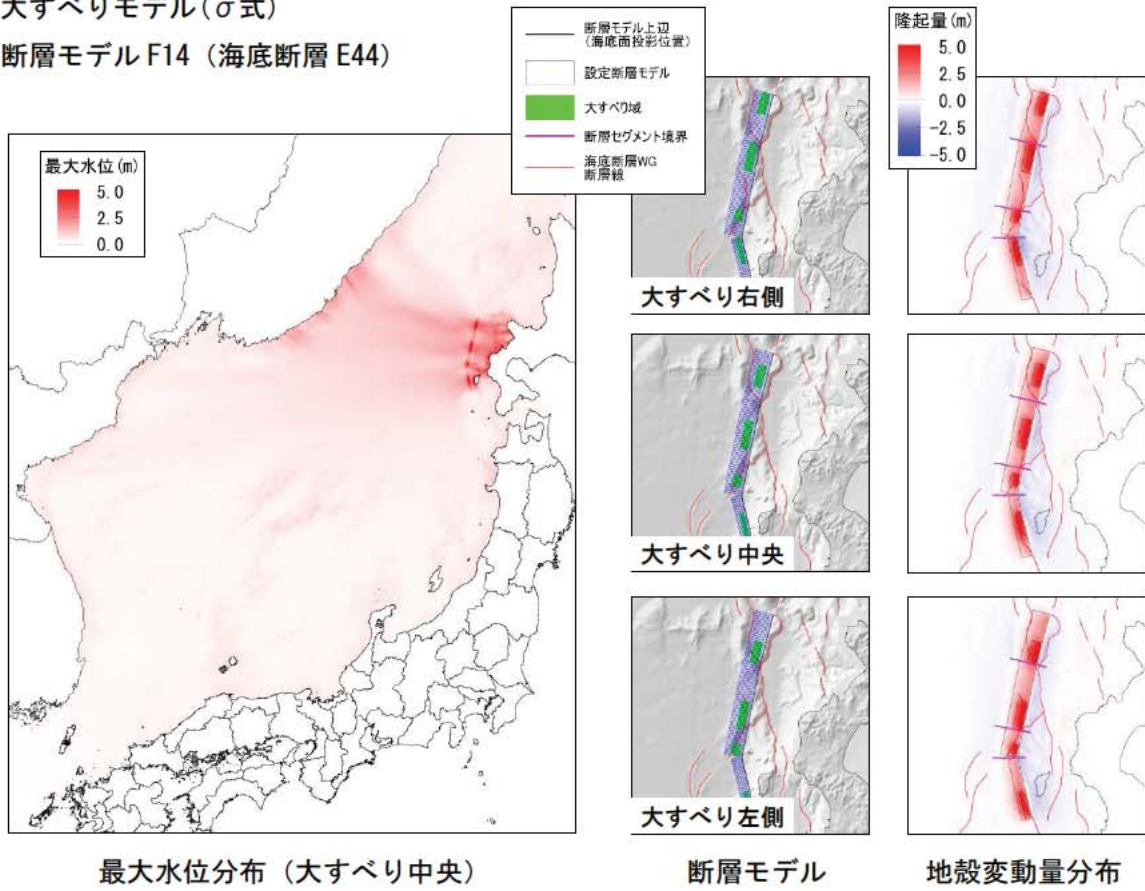 大すべりモデル(σ式)
断層モデル F14 (海底断層 E44)
最大水位(m)
5.0
2.5
0.0
断層モデル上辺
(海底面投影位置)
設定断層モデル
大すべり域
断層セグメント境界
海底断層WG
断層線
隆起量(m)
5.0
2.5
0.0
-2.5
-5.0
大すべり右側
大すべり中央
大すべり左側
最大水位分布(大すべり中央)
断層モデル
地殻変動量分布